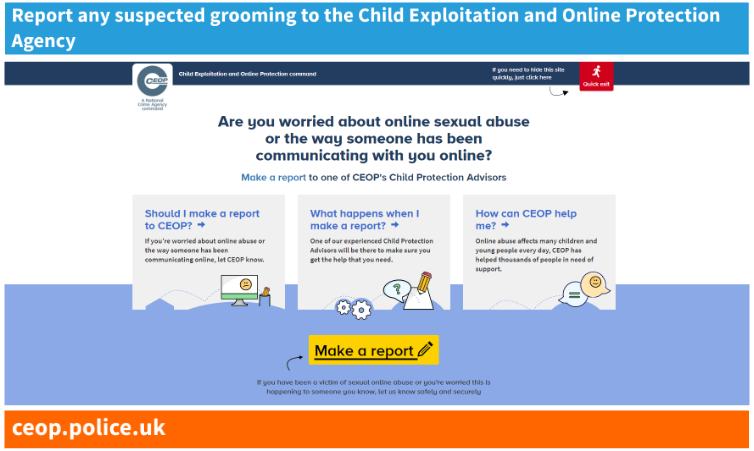 Report any suspected grooming to the Child Exploitation and Online Protection
Agency
CEOP
A National
Crime Agency
command
Child Exploitation and Online Protection command
If you need to hide this site
quickly, just click here
Quick exit
Are you worried about online sexual abuse
or the way someone has been
communicating with you online?
Make a report to one of CEOP's Child Protection Advisors
Should I make a report
to CEOP? →
If you're worried about online abuse or
the way someone has been
communicating online, let CEOP know.
What happens when I
make a report? →
One of our experienced Child Protection
Advisors will be there to make sure you
get the help that you need.
How can CEOP help
me? →
Online abuse affects many children and
young people every day, CEOP has
helped thousands of people in need of
support.
?
Make a report
If you have been a victim of sexual online abuse or you're worried this is
happening to someone you know, let us know safely and securely
ceop.police.uk